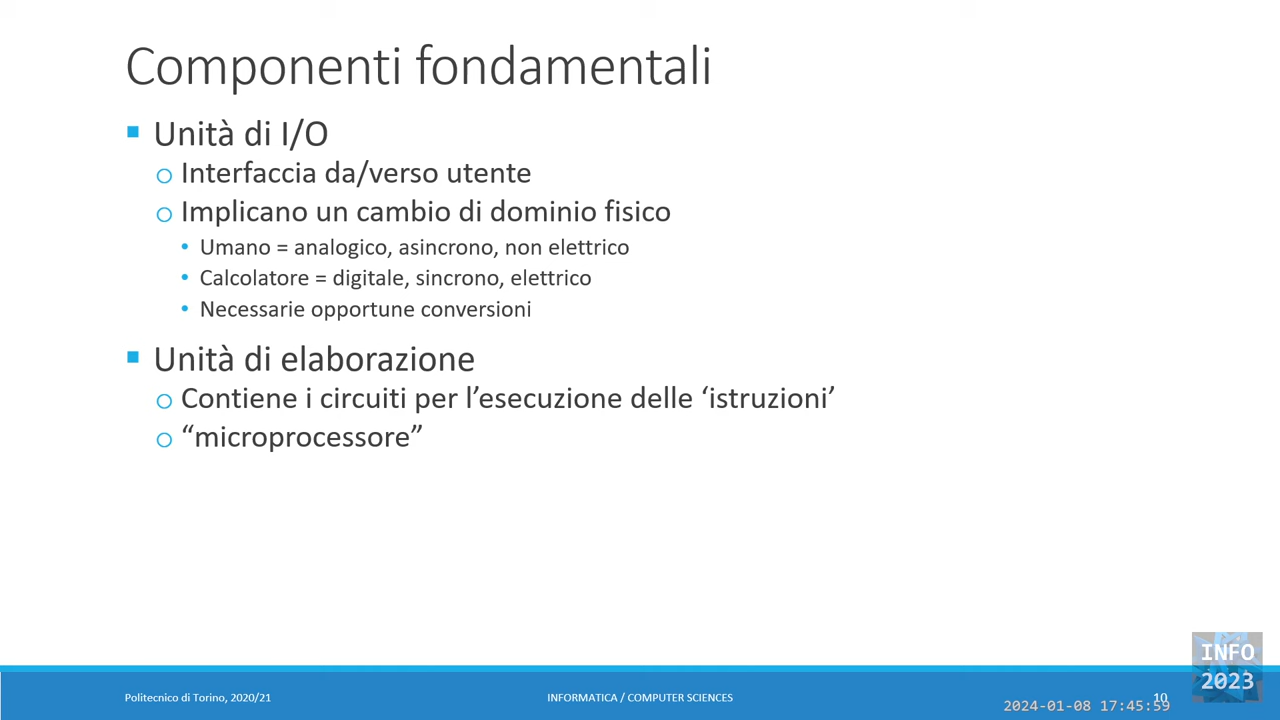 Componenti fondamentali
Unità di I/O
Interfaccia da/verso utente
Implicano un cambio di dominio fisico
Umano = analogico, asincrono, non elettrico
Calcolatore = digitale, sincrono, elettrico
Necessarie opportune conversioni
Unità di elaborazione
Contiene i circuiti per l’esecuzione delle ‘istruzioni’
“microprocessore”
INFO
2023
Politecnico di Torino, 2020/21
INFORMATICA / COMPUTER SCIENCES
10
2024-01-08 17:45:59